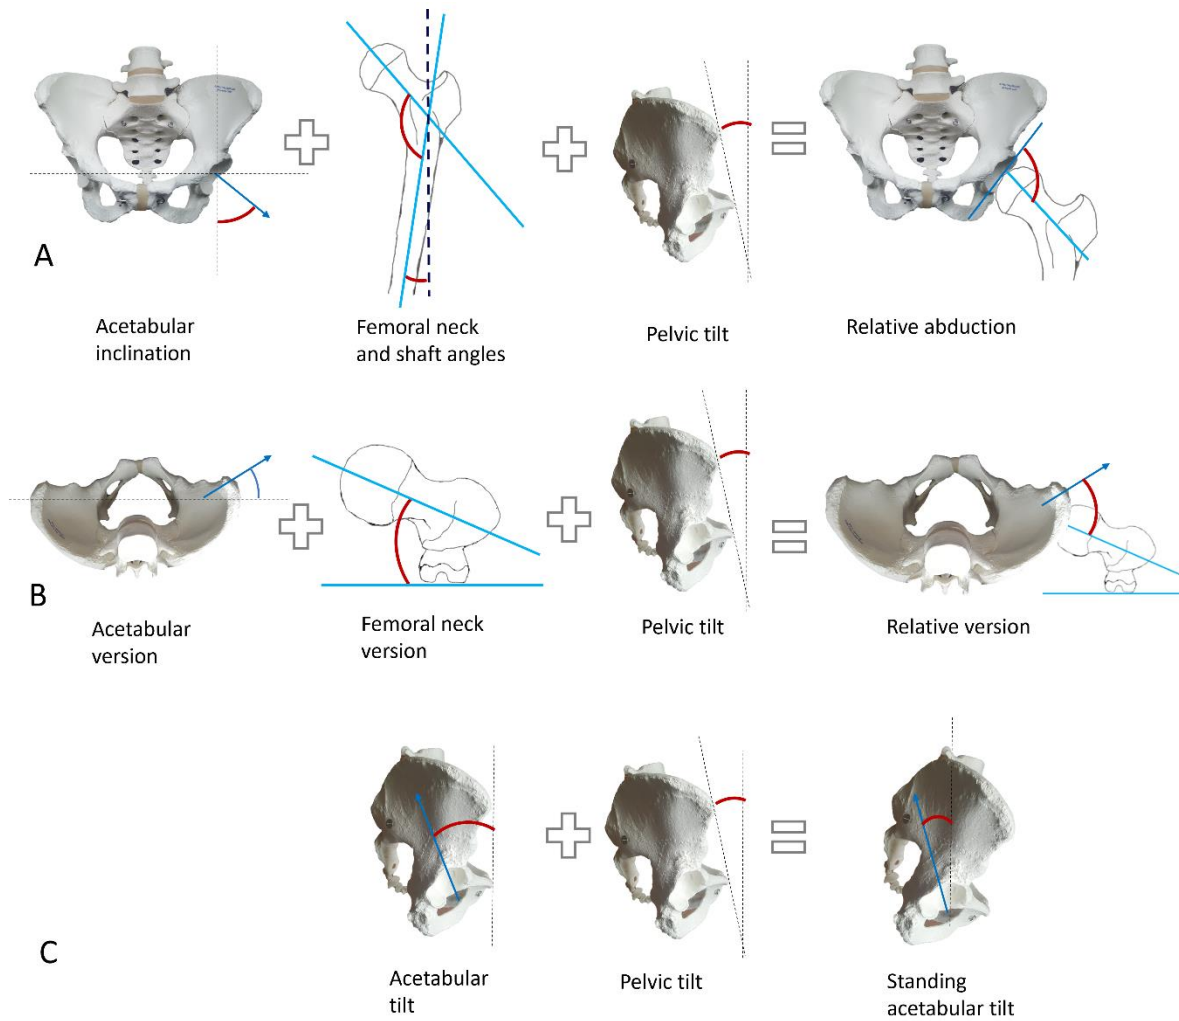 A
Acetabular
inclination
Femoral neck
and shaft angles
Pelvic tilt
Relative abduction
B
Acetabular
version
Femoral neck
version
Pelvic tilt
Relative version
C
Acetabular
tilt
Pelvic tilt
Standing
acetabular tilt